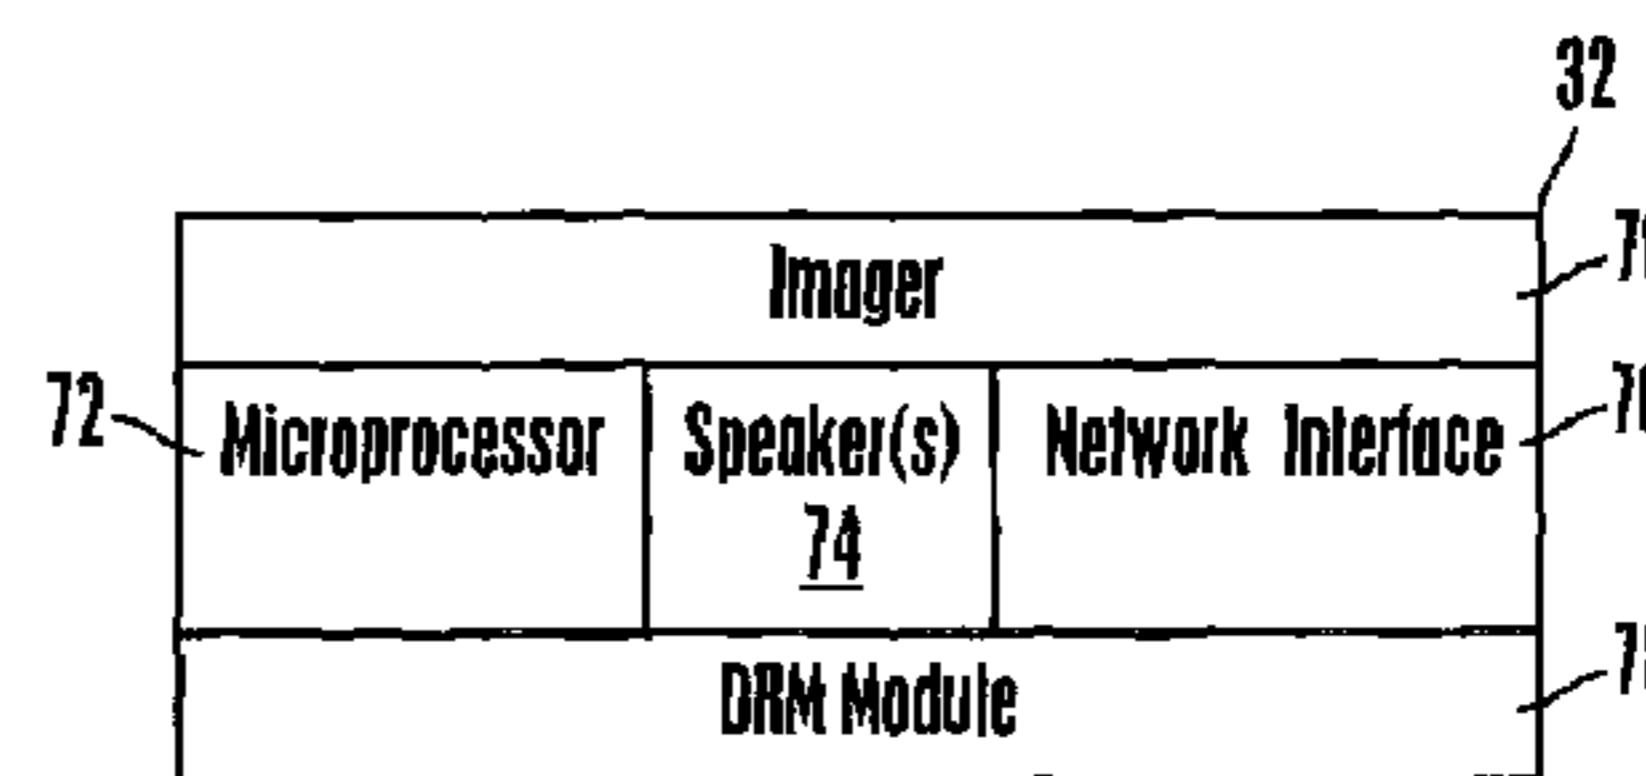 32
Imager
72
Microprocessor
Speaker(s)
Network Interface
74
DRM Module